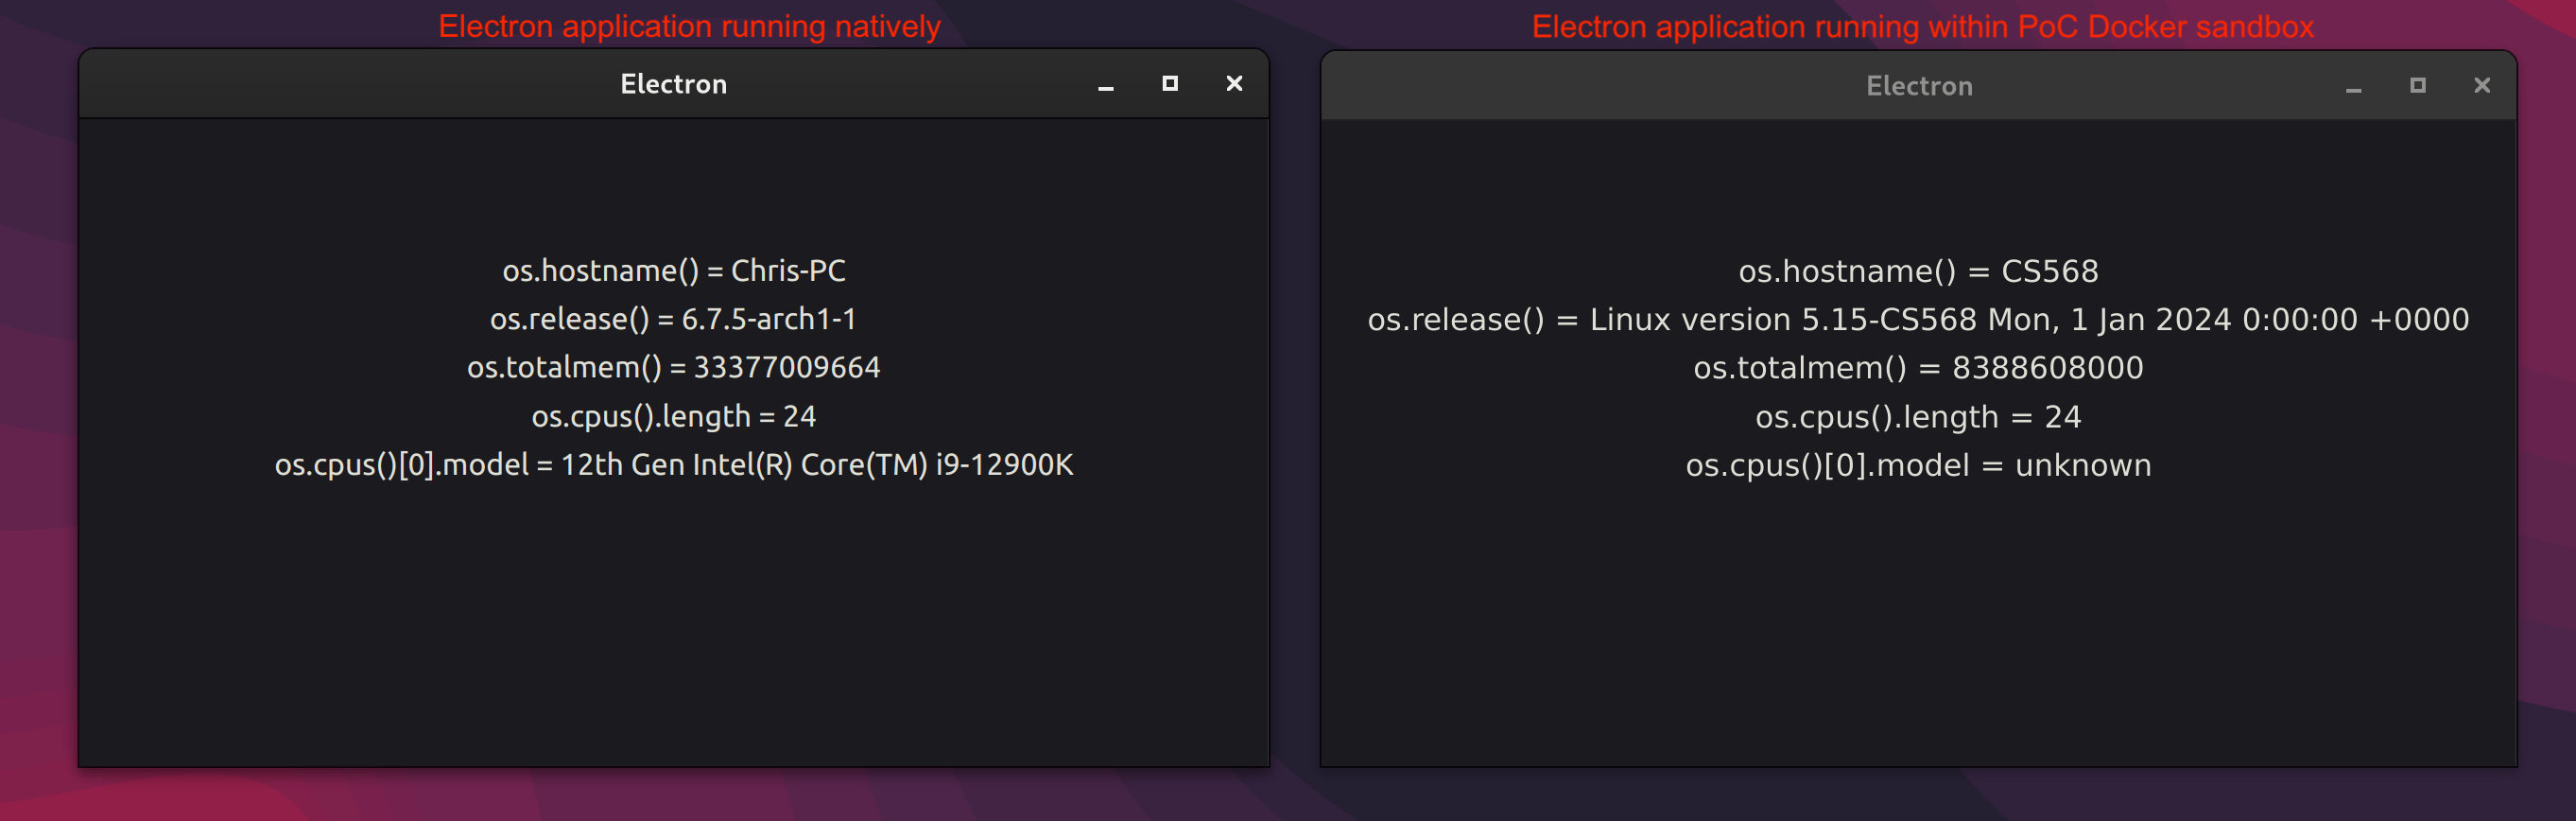 Electron application running natively
Electron
os.hostname() = Chris-PC
os.release() = 6.7.5-arch1-1
os.totalmem() = 33377009664
os.cpus().length = 24
os.cpus()[0].model = 12th Gen Intel(R) Core(TM) i9-12900K
Electron application running within PoC Docker sandbox
Electron
os.hostname() = CS568
os.release() = Linux version 5.15-CS568 Mon, 1 Jan 2024 0:00:00 +0000
os.totalmem() = 8388608000
os.cpus().length = 24
os.cpus()[0].model = unknown